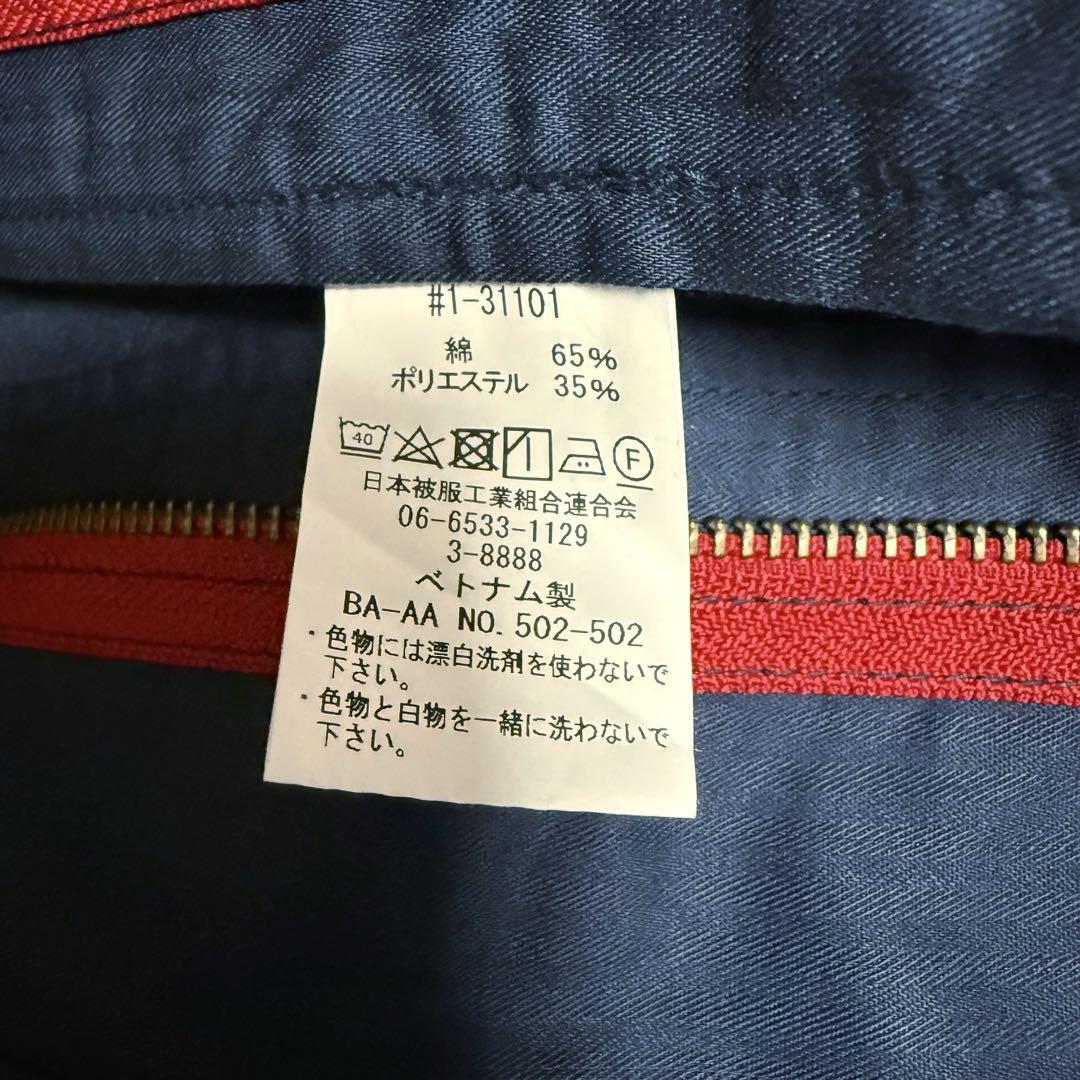 #1-31101
綿 65%
ポリエステル 35%
40 F
日本被服工業組合連合会
06-6533-1129
3-8888
ベトナム製
BA-AA NO. 502-502
・色物には漂白洗剤を使わないで
下さい。
・色物と白物を一緒に洗わないで
下さい。